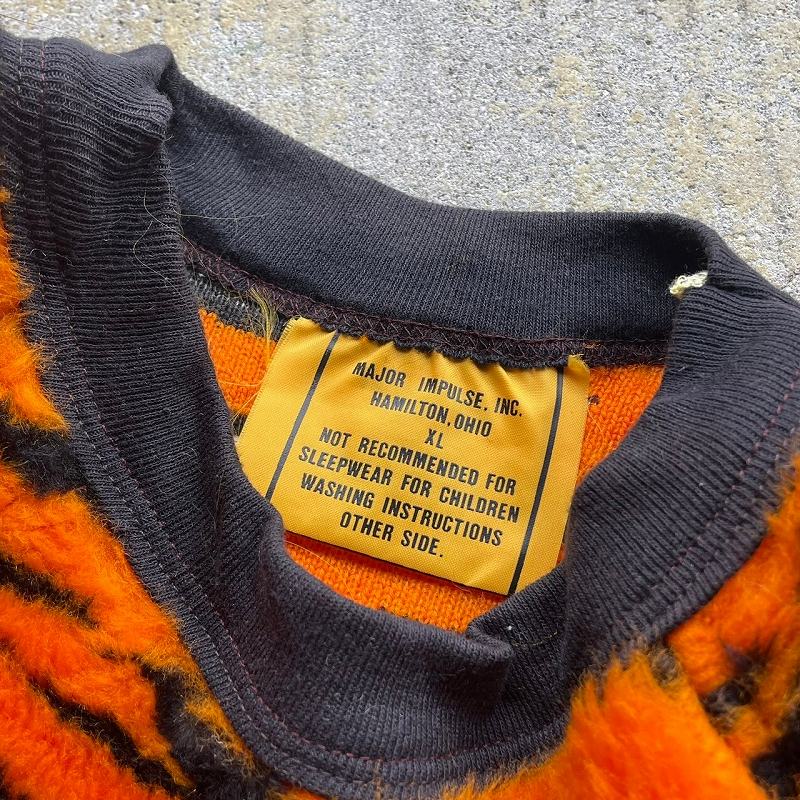 MAJOR IMPULSE, INC.
HAMILTON, OHIO
XL
NOT RECOMMENDED FOR
SLEEPWEAR FOR CHILDREN
WASHING INSTRUCTIONS
OTHER SIDE.